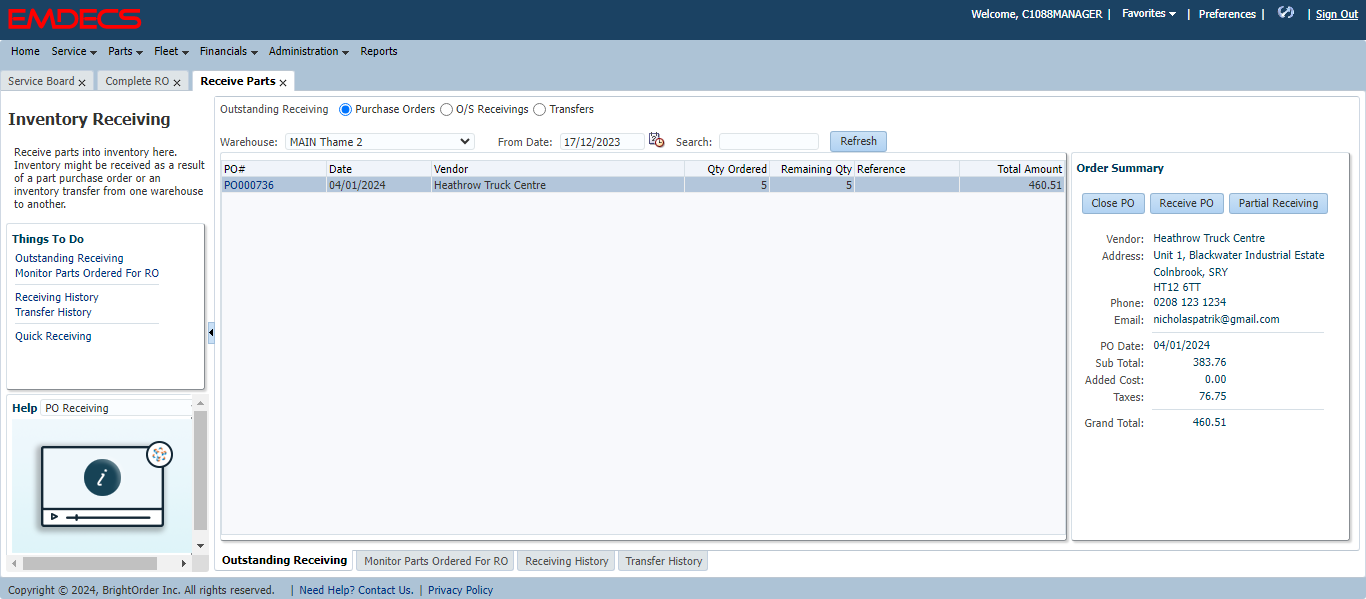 EMDECS
Welcome, C1088MANAGER | Favorites | Preferences | | Sign Out
Home Service Parts Fleet Financials Administration Reports
Service Board x Complete RO x Receive Parts x
Inventory Receiving
Receive parts into inventory here.
Inventory might be received as a result
of a part purchase order or an
inventory transfer from one warehouse
to another.
Things To Do
Outstanding Receiving
Monitor Parts Ordered For RO
Receiving History
Transfer History
Quick Receiving
Help PO Receiving
i
Outstanding Receiving Purchase Orders O/S Receivings Transfers
Warehouse: MAIN Thame 2 From Date: 17/12/2023 Search: Refresh
PO# Date Vendor Qty Ordered Remaining Qty Reference Total Amount
PO000736 04/01/2024 Heathrow Truck Centre 5 5 460.51
Order Summary
Close PO Receive PO Partial Receiving
Vendor: Heathrow Truck Centre
Address: Unit 1, Blackwater Industrial Estate
Colnbrook, SRY
HT12 6TT
Phone: 0208 123 1234
Email: nicholaspatrik@gmail.com
PO Date: 04/01/2024
Sub Total: 383.76
Added Cost: 0.00
Taxes: 76.75
Grand Total: 460.51
Outstanding Receiving Monitor Parts Ordered For RO Receiving History Transfer History
Copyright © 2024, BrightOrder Inc. All rights reserved. | Need Help? Contact Us. | Privacy Policy